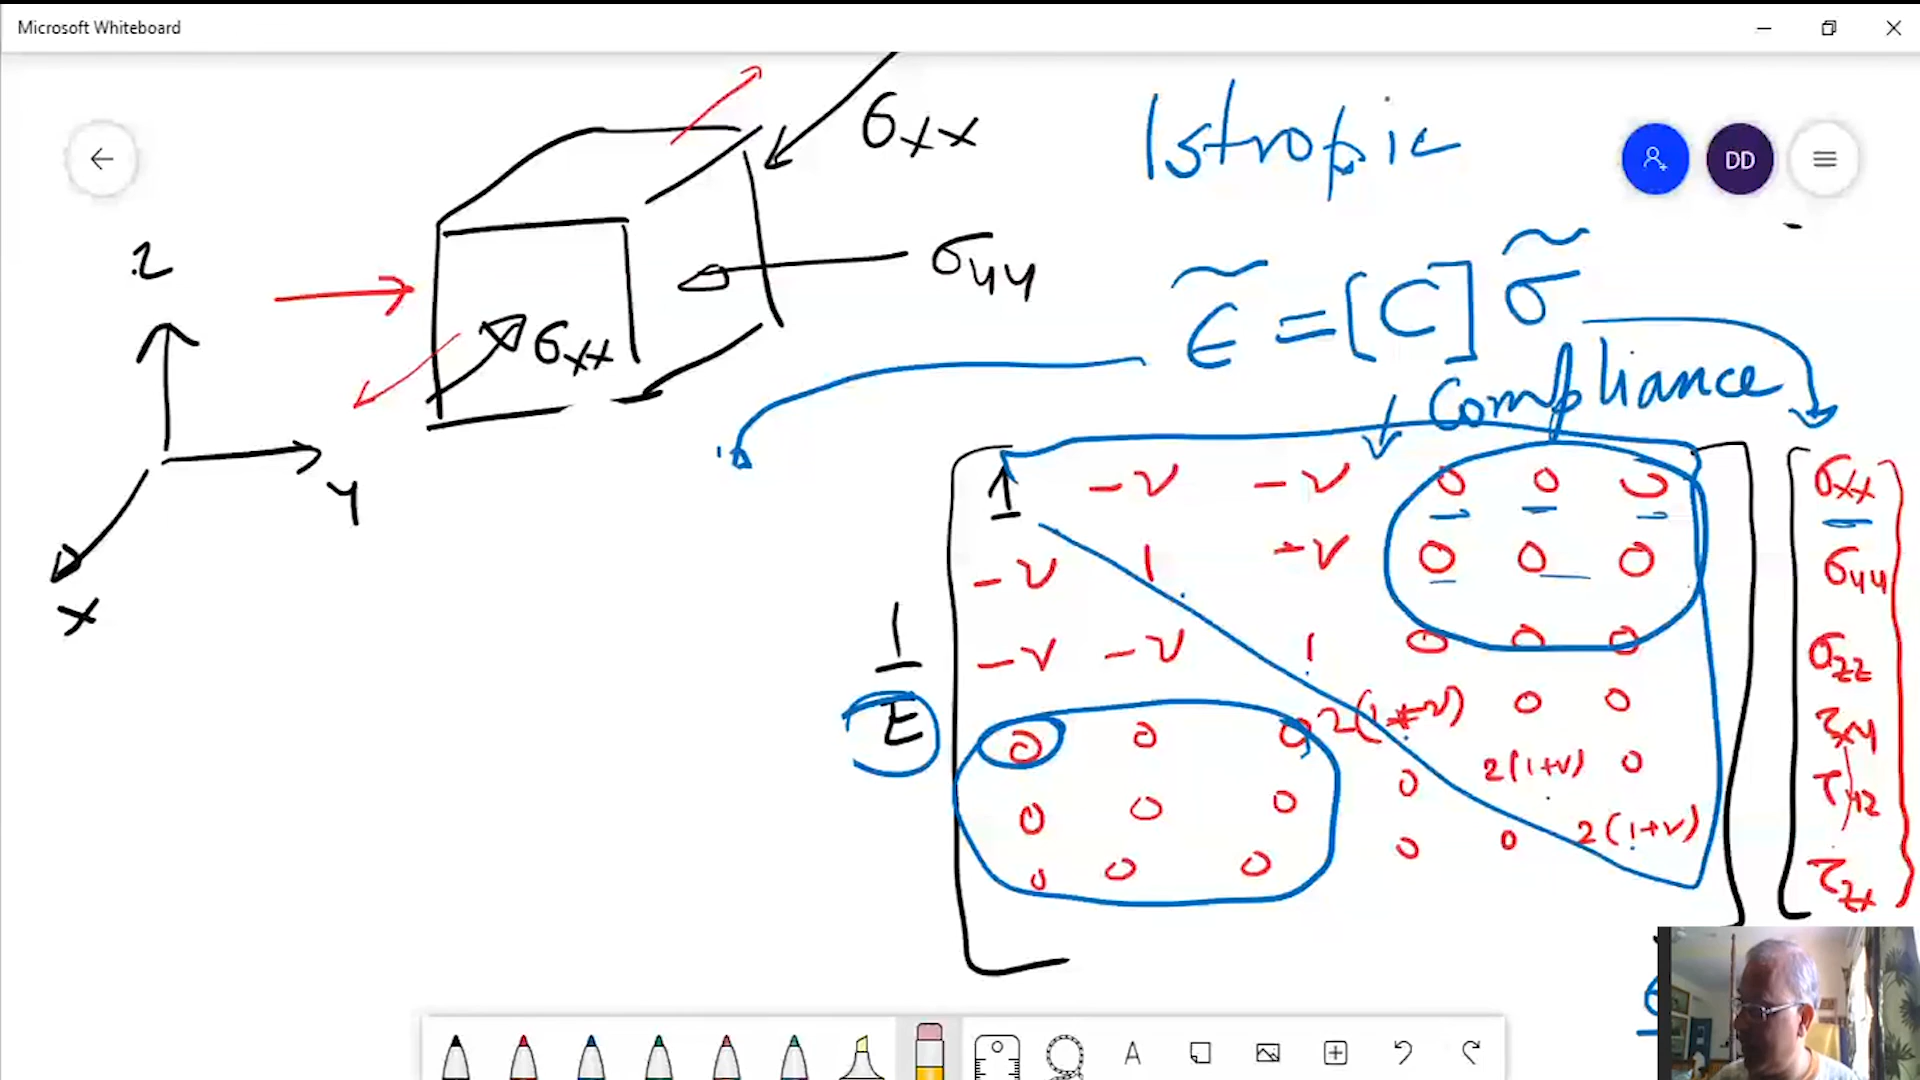 Microsoft Whiteboard
σxx
Istropic
DD
z
σyy
ε̃ = [C] σ̃
σxx
Compliance
y
x
1/E
1 -ν -ν 0 0 0
-ν 1 -ν 0 0 0
-ν -ν 1 0 0 0
0 0 0 2(1+ν) 0 0
0 0 0 0 2(1+ν) 0
0 0 0 0 0 2(1+ν)
σxx
σyy
σzz
τxy
τyz
τzx
A